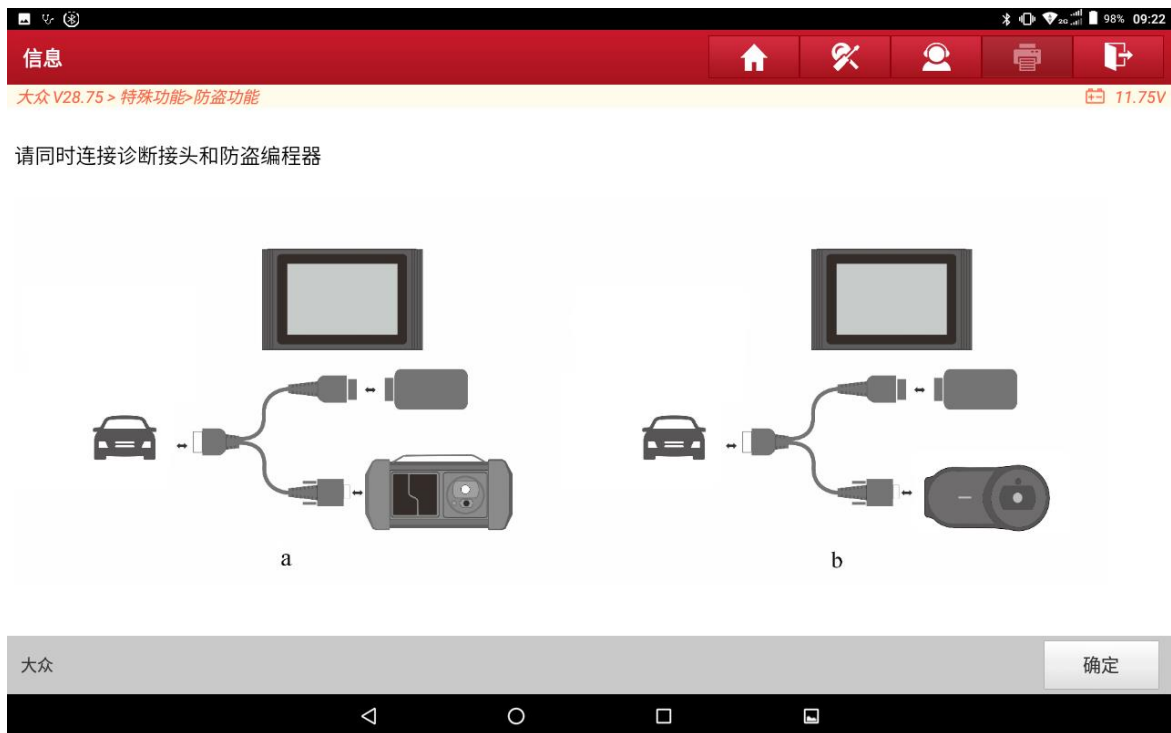 2G 98% 09:22
信息
大众 V28.75 > 特殊功能>防盗功能 11.75V
请同时连接诊断接头和防盗编程器
a b
大众 确定